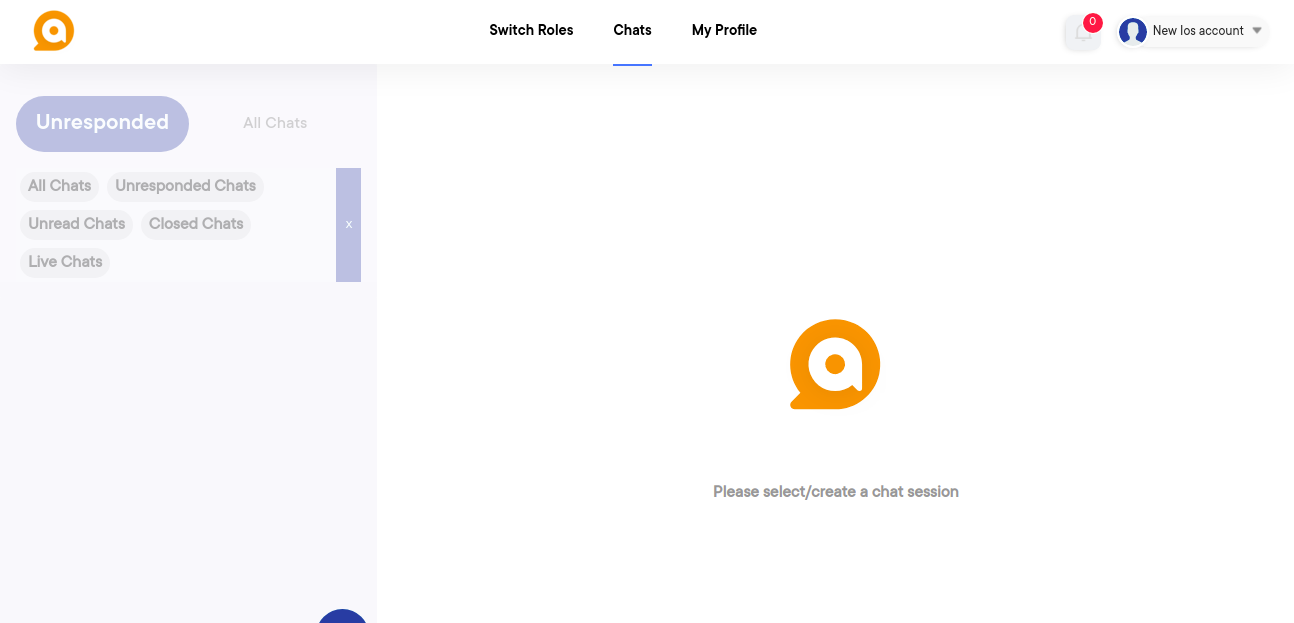 Switch Roles Chats My Profile 0 New Ios account
Unresponded All Chats
All Chats Unresponded Chats
Unread Chats Closed Chats x
Live Chats
Please select/create a chat session